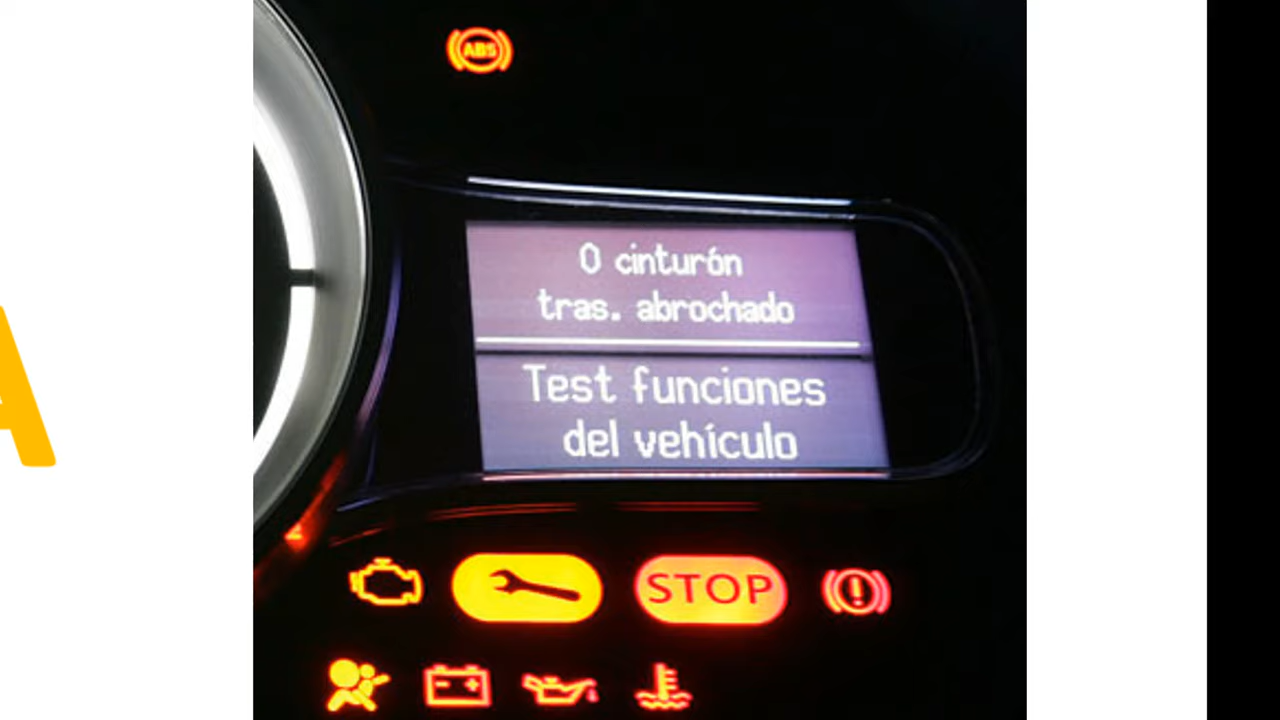 A
ABS
0 cinturón
tras. abrochado
Test funciones
del vehículo
STOP